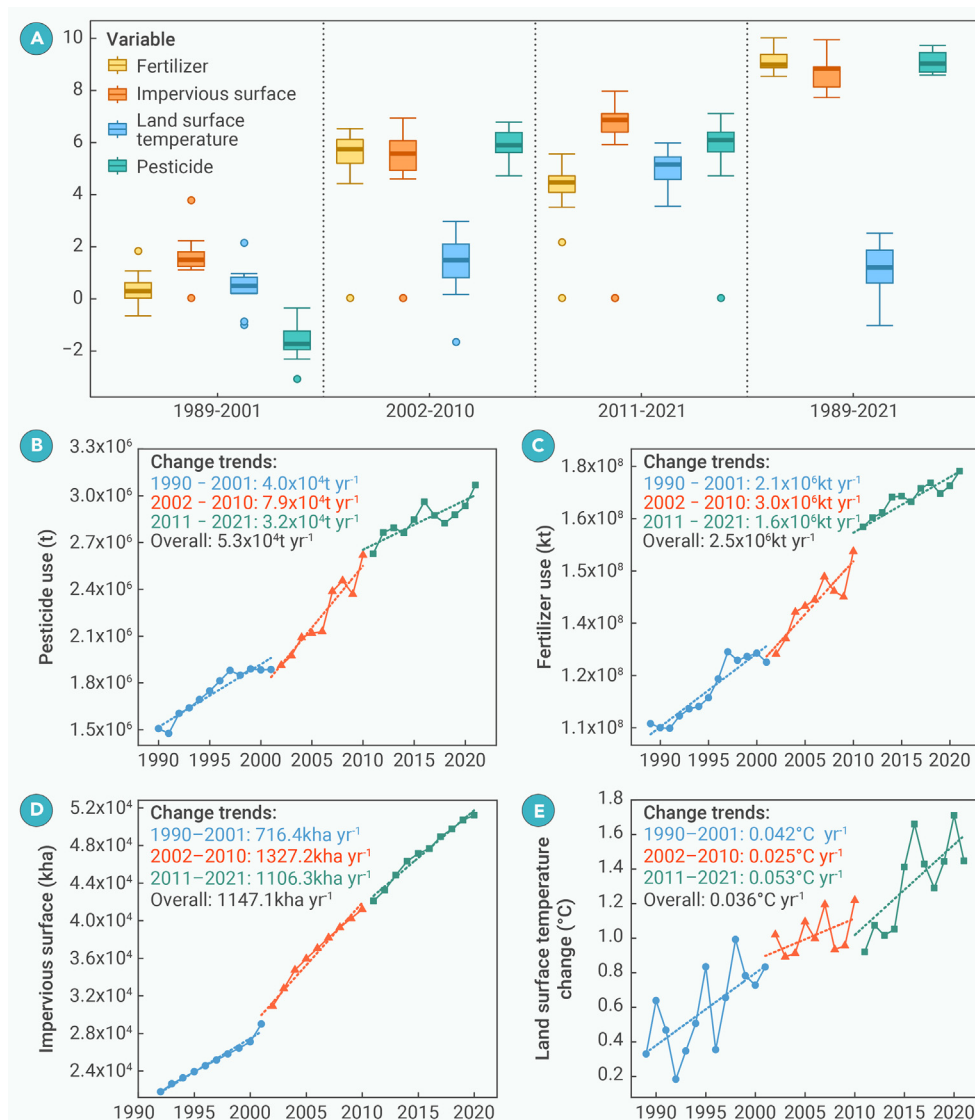 A
Variable
Fertilizer
Impervious surface
Land surface
temperature
Pesticide
10
8
6
4
2
0
−2
1989-2001
2002-2010
2011-2021
1989-2021
B
Pesticide use (t)
3.3x10⁶
3.0x10⁶
2.7x10⁶
2.4x10⁶
2.1x10⁶
1.8x10⁶
1.5x10⁶
Change trends:
1990 – 2001: 4.0x10⁴t yr⁻¹
2002 – 2010: 7.9x10⁴t yr⁻¹
2011 – 2021: 3.2x10⁴t yr⁻¹
Overall: 5.3x10⁴t yr⁻¹
1990 1995 2000 2005 2010 2015 2020
C
Fertilizer use (kt)
1.8x10⁸
1.6x10⁸
1.5x10⁸
1.4x10⁸
1.2x10⁸
1.1x10⁸
Change trends:
1990 – 2001: 2.1x10⁶kt yr⁻¹
2002 – 2010: 3.0x10⁶kt yr⁻¹
2011 – 2021: 1.6x10⁶kt yr⁻¹
Overall: 2.5x10⁶kt yr⁻¹
1990 1995 2000 2005 2010 2015 2020
D
Impervious surface (kha)
5.2x10⁴
4.8x10⁴
4.4x10⁴
4.0x10⁴
3.6x10⁴
3.2x10⁴
2.8x10⁴
2.4x10⁴
Change trends:
1990–2001: 716.4kha yr⁻¹
2002–2010: 1327.2kha yr⁻¹
2011–2021: 1106.3kha yr⁻¹
Overall: 1147.1kha yr⁻¹
1990 1995 2000 2005 2010 2015 2020
E
Land surface temperature
change (°C)
1.8
1.6
1.4
1.2
1.0
0.8
0.6
0.4
0.2
Change trends:
1990–2001: 0.042°C yr⁻¹
2002–2010: 0.025°C yr⁻¹
2011–2021: 0.053°C yr⁻¹
Overall: 0.036°C yr⁻¹
1990 1995 2000 2005 2010 2015 2020